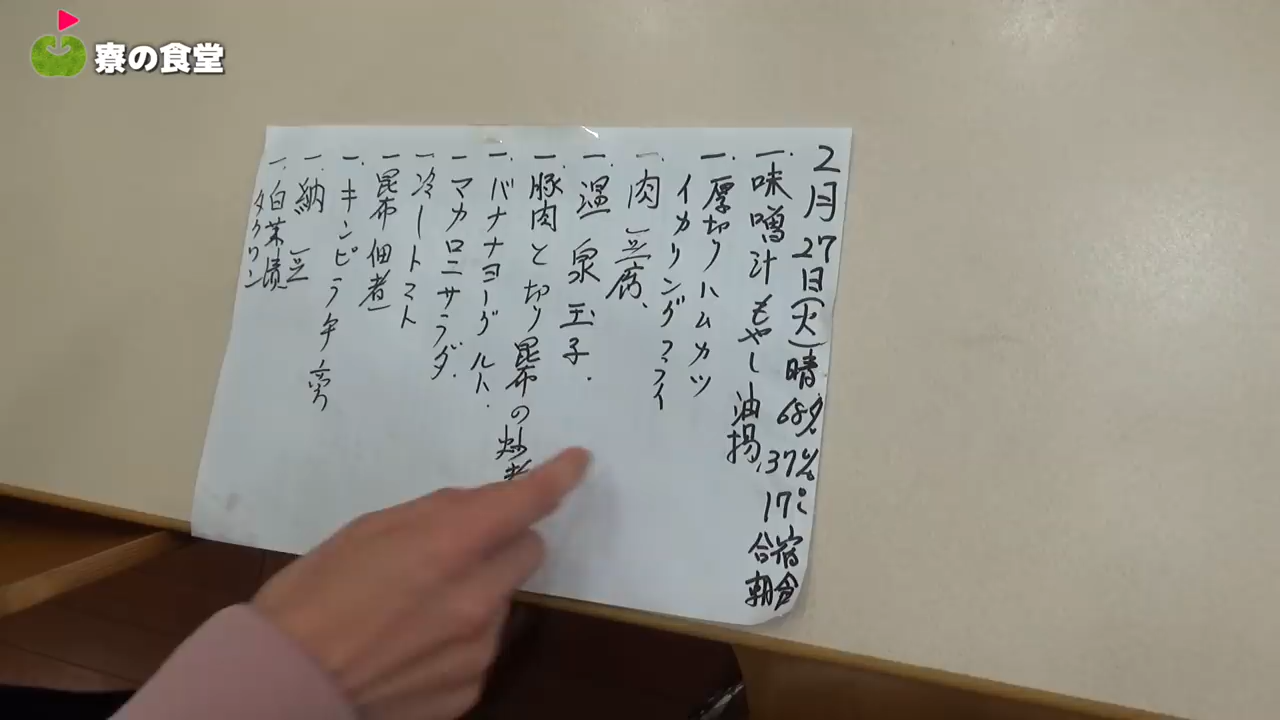 寮の食堂
2月27日(火)晴 68名 37% 17℃ 合宿 朝食
一. 味噌汁 もやし 油揚
一. 厚切りハムカツ
イカリングフライ
一. 肉豆腐、
一. 温泉玉子.
一. 豚肉と切り昆布の炒
一. バナナヨーグルト.
一 マカロニサラダ.
一 冷トマト
一 昆布佃煮
一. キンピラ
一. 納豆
一. 白菜漬
タクワン